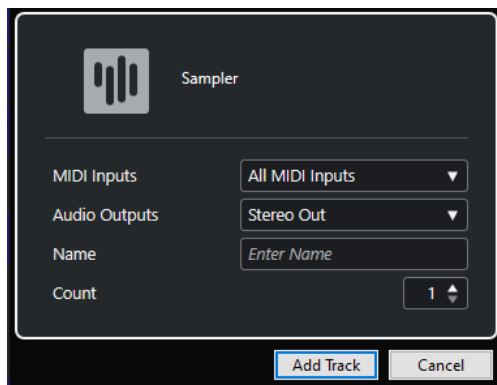 Sampler
MIDI Inputs All MIDI Inputs
Audio Outputs Stereo Out
Name Enter Name
Count 1
Add Track Cancel